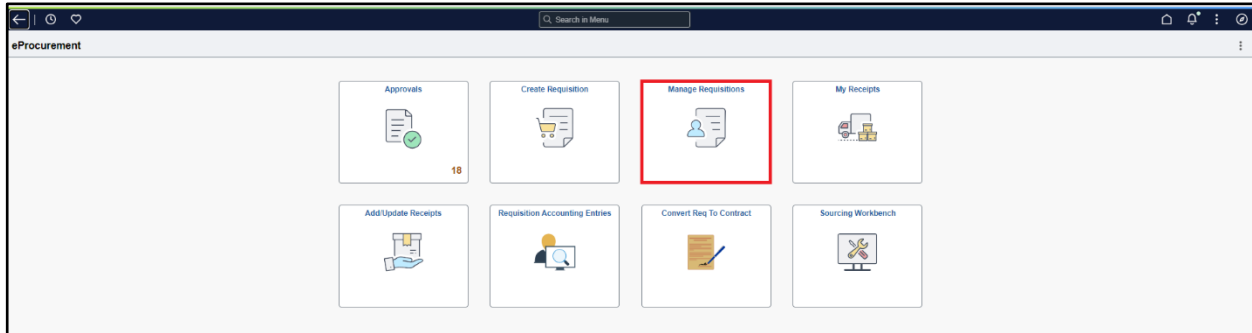 Search in Menu
eProcurement
Approvals
18
Create Requisition
Manage Requisitions
My Receipts
Add/Update Receipts
Requisition Accounting Entries
Convert Req To Contract
Sourcing Workbench